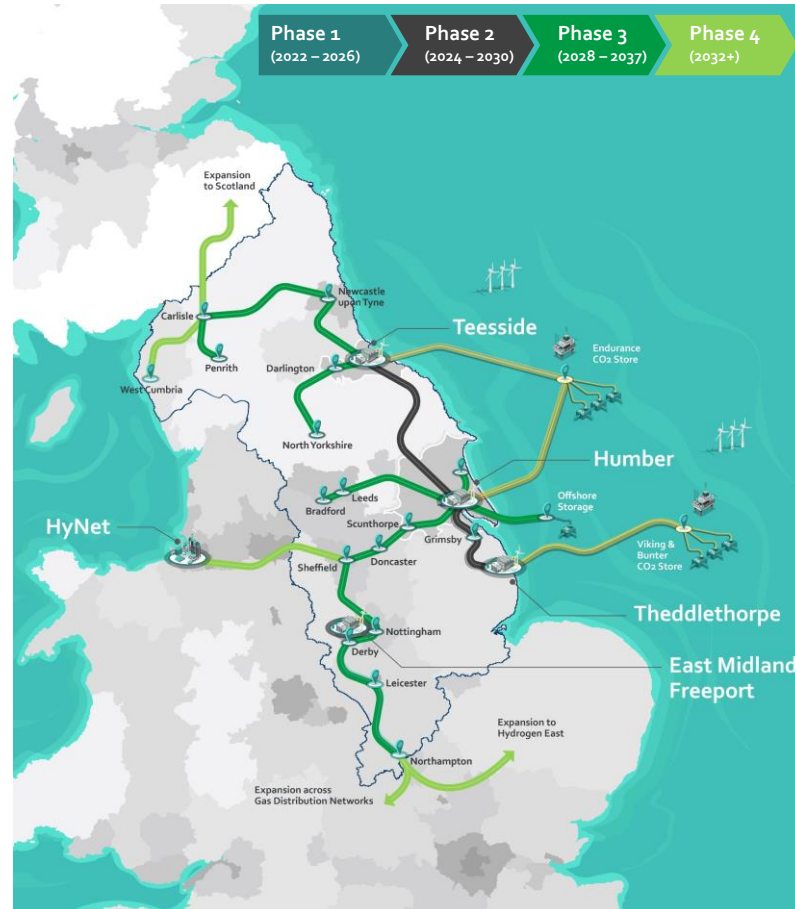 Phase 1
(2022 – 2026)
Phase 2
(2024 – 2030)
Phase 3
(2028 – 2037)
Phase 4
(2032+)
Expansion
to Scotland
Newcastle
upon Tyne
Carlisle
Teesside
Endurance
CO2 Store
Penrith
Darlington
West Cumbria
North Yorkshire
Humber
Leeds
Bradford
Offshore
Storage
Scunthorpe
HyNet
Grimsby
Doncaster
Sheffield
Viking &
Bunter
CO2 Store
Theddlethorpe
Nottingham
Derby
East Midland
Freeport
Leicester
Expansion to
Hydrogen East
Northampton
Expansion across
Gas Distribution Networks